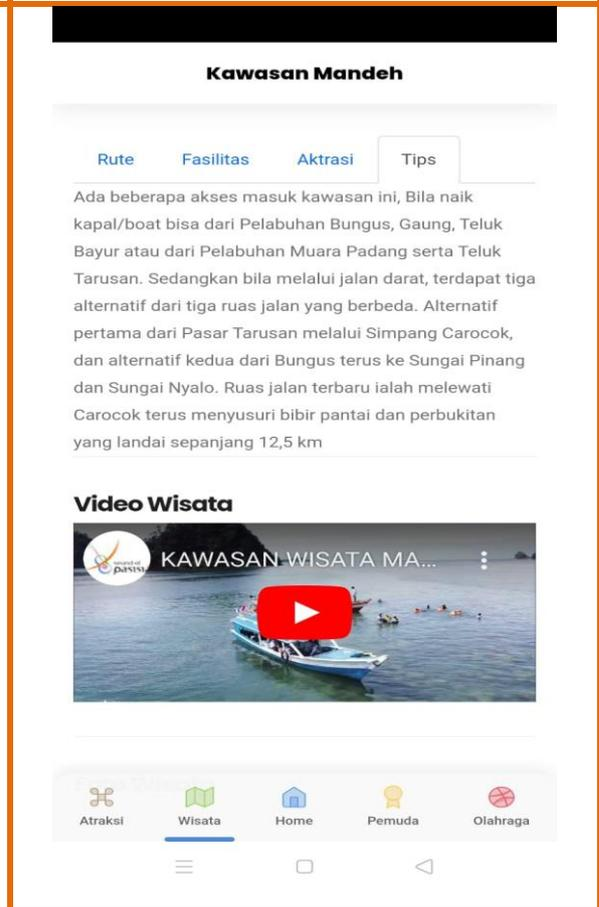 Kawasan Mandeh
Rute Fasilitas Aktrasi Tips
Ada beberapa akses masuk kawasan ini, Bila naik
kapal/boat bisa dari Pelabuhan Bungus, Gaung, Teluk
Bayur atau dari Pelabuhan Muara Padang serta Teluk
Tarusan. Sedangkan bila melalui jalan darat, terdapat tiga
alternatif dari tiga ruas jalan yang berbeda. Alternatif
pertama dari Pasar Tarusan melalui Simpang Carocok,
dan alternatif kedua dari Bungus terus ke Sungai Pinang
dan Sungai Nyalo. Ruas jalan terbaru ialah melewati
Carocok terus menyusuri bibir pantai dan perbukitan
yang landai sepanjang 12,5 km
Video Wisata
sound of
pasisi
KAWASAN WISATA MA...
Atraksi Wisata Home Pemuda Olahraga